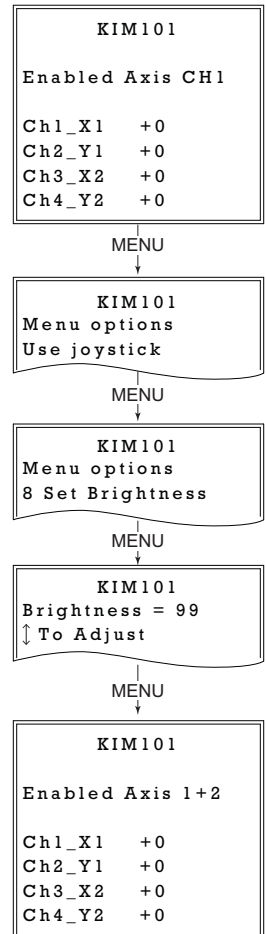 KIM101
Enabled Axis CH1
Ch1_X1 +0
Ch2_Y1 +0
Ch3_X2 +0
Ch4_Y2 +0
MENU
KIM101
Menu options
Use joystick
MENU
KIM101
Menu options
8 Set Brightness
MENU
KIM101
Brightness = 99
↕ To Adjust
MENU
KIM101
Enabled Axis 1+2
Ch1_X1 +0
Ch2_Y1 +0
Ch3_X2 +0
Ch4_Y2 +0